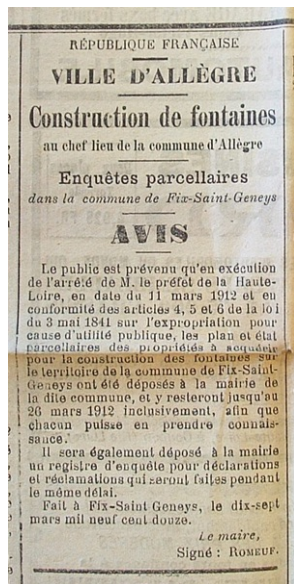 RÉPUBLIQUE FRANÇAISE
VILLE D'ALLÈGRE
Construction de fontaines
au chef lieu de la commune d'Allègre
Enquêtes parcellaires
dans la commune de Fix-Saint-Geneys
AVIS
Le public est prévenu qu'en exécution
de l'arrêté de M. le préfet de la Haute-
Loire, en date du 11 mars 1912 et en
conformité des articles 4, 5 et 6 de la loi
du 3 mai 1841 sur l'expropriation pour
cause d'utilité publique, les plan et état
parcellaires des propriétés à acquérir
pour la construction des fontaines sur
le territoire de la commune de Fix-Saint-
Geneys ont été déposés à la mairie de
la dite commune, et y resteront jusqu'au
26 mars 1912 inclusivement, afin que
chacun puisse en prendre connais-
sance.
Il sera également déposé à la mairie
un registre d'enquête pour déclarations
et réclamations qui seront faites pendant
le même délai.
Fait à Fix-Saint Geneys, le dix-sept
mars mil neuf cent douze.
Le maire,
Signé : ROMEUF.